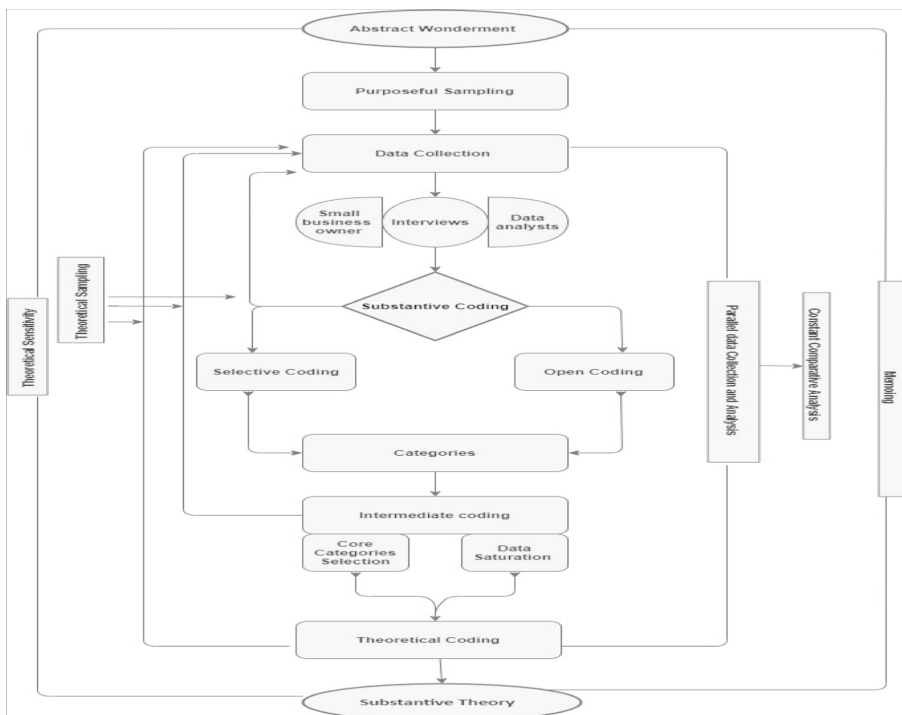 Abstract Wonderment
Purposeful Sampling
Data Collection
Small
business
owner
Interviews
Data
analysts
Substantive Coding
Selective Coding
Open Coding
Categories
Intermediate coding
Core
Categories
Selection
Data
Saturation
Theoretical Coding
Substantive Theory
Theoretical Sensitivity
Theoretical Sampling
Parallel data Collection and Analysis
Constant Comparative Analysis
Memoing